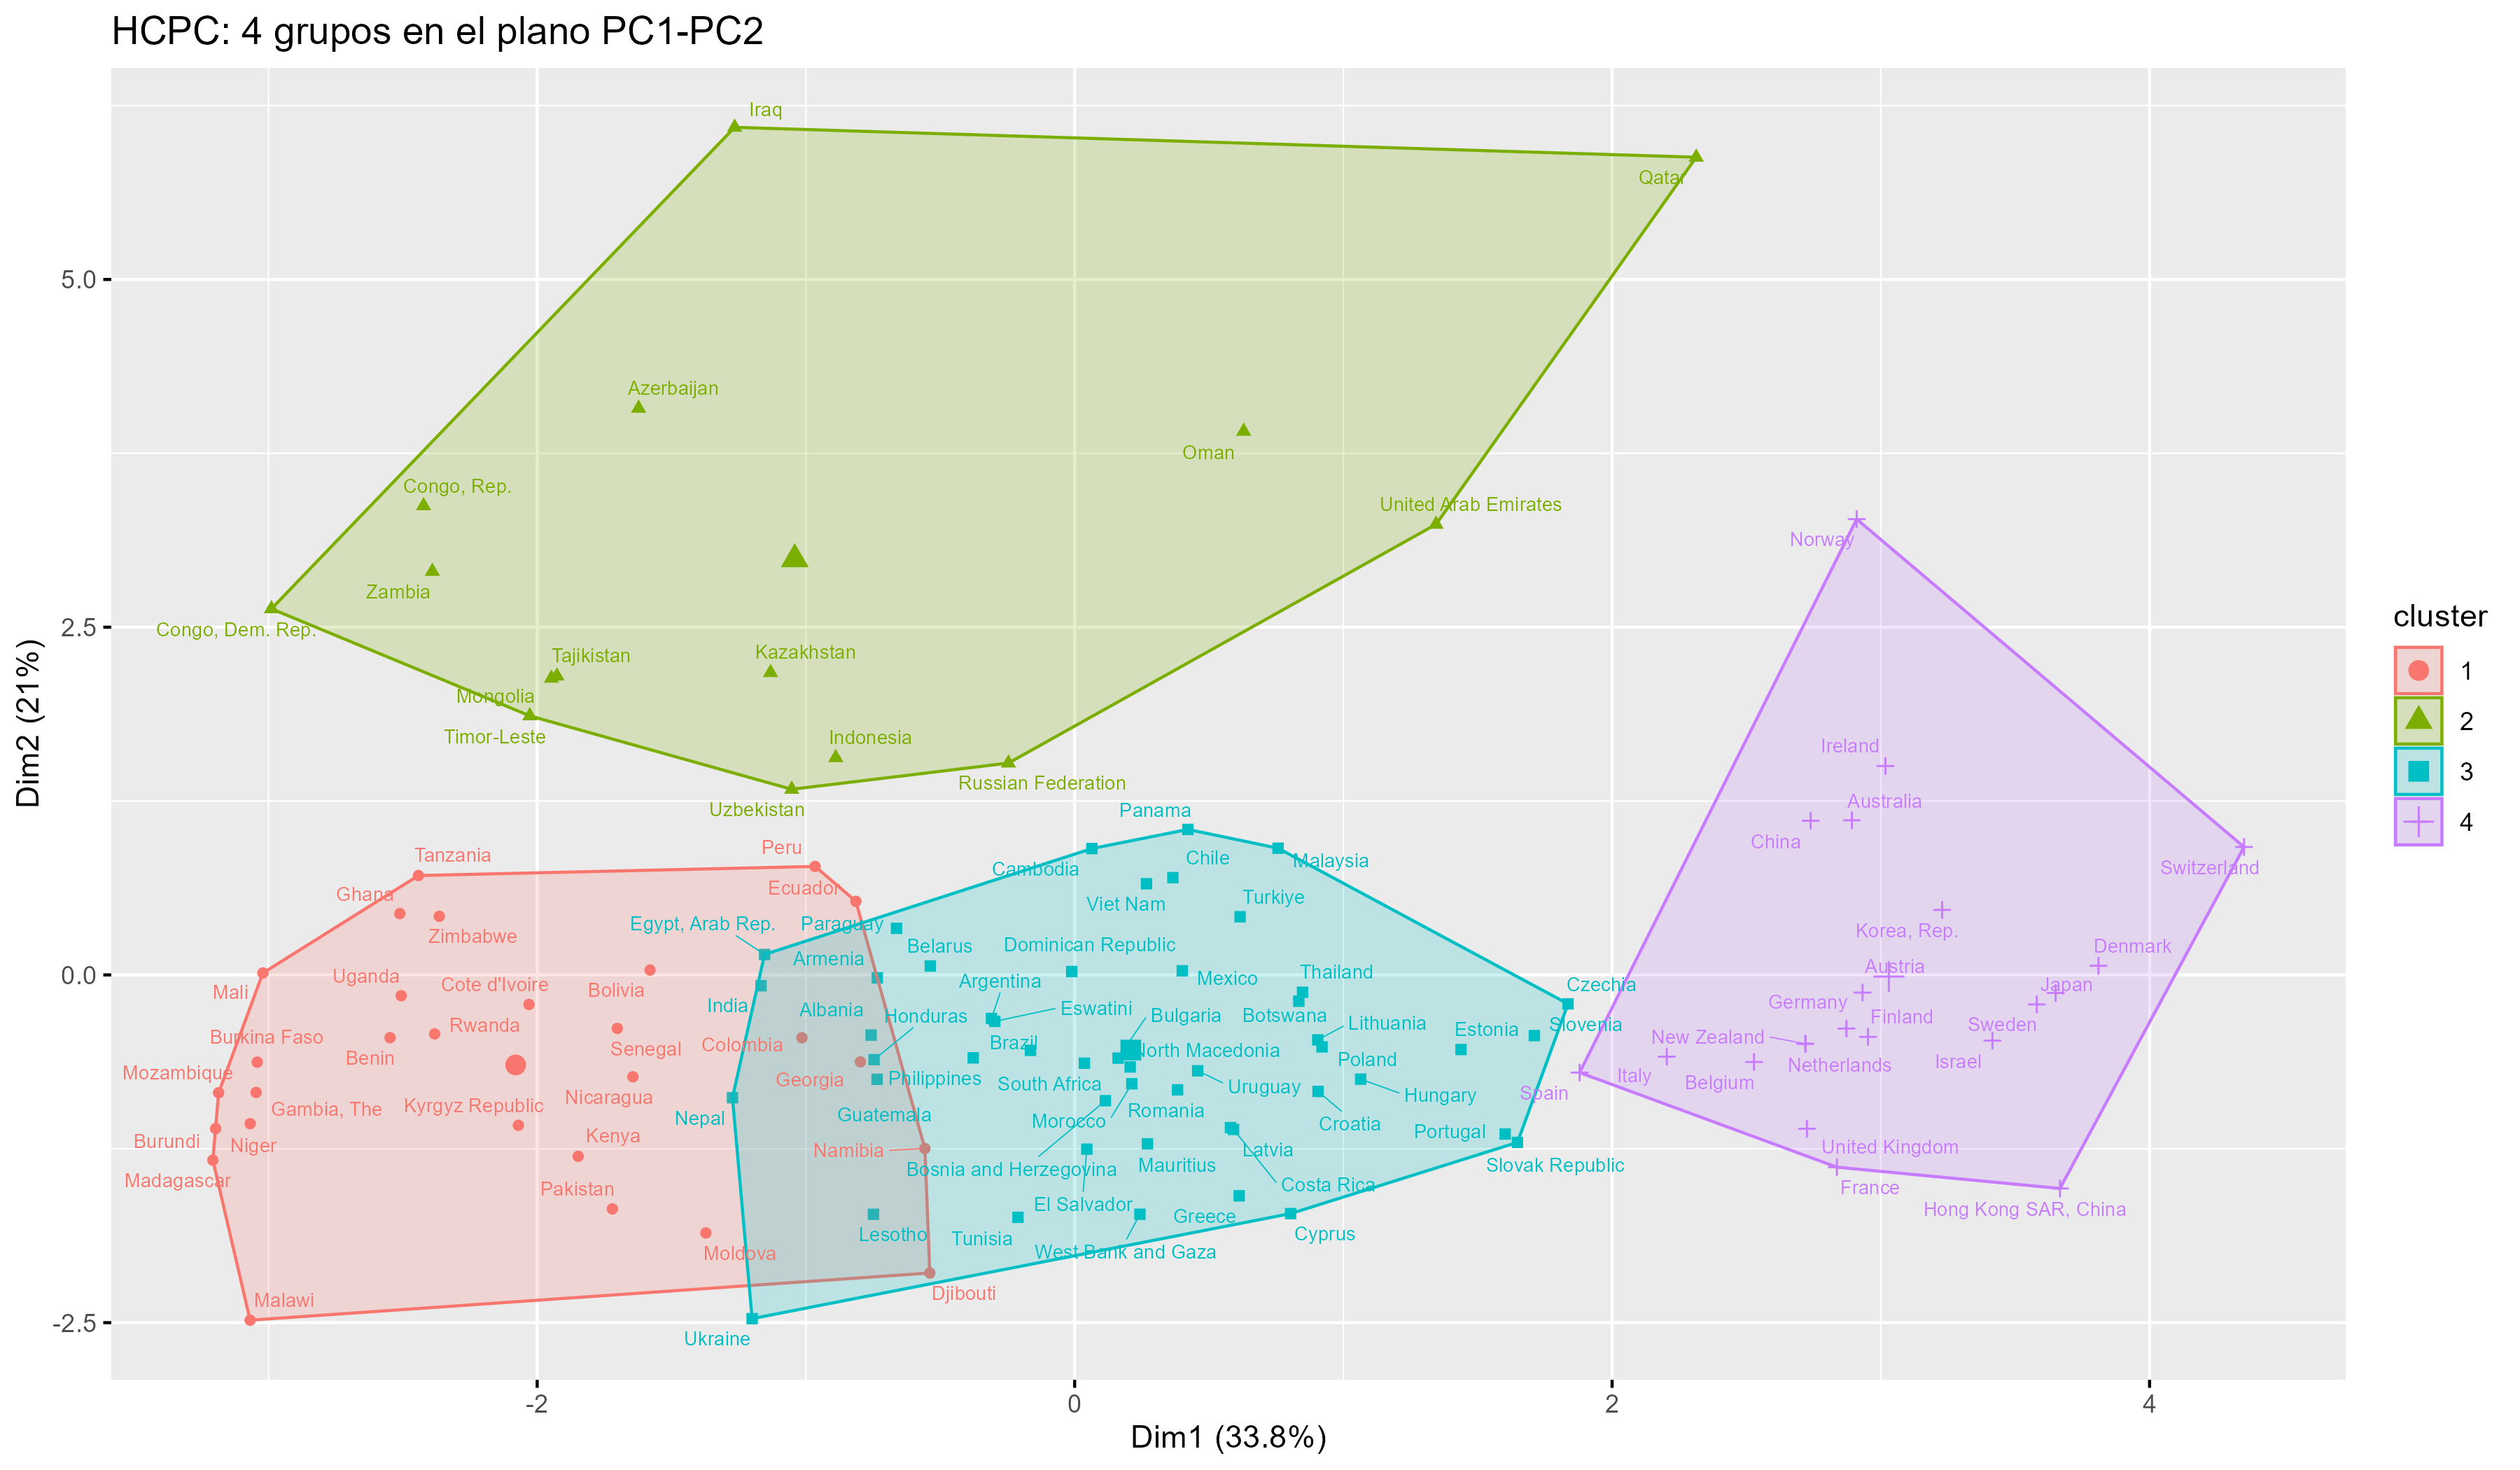 HCPC: 4 grupos en el plano PC1-PC2
Iraq
Qatar
Azerbaijan
Oman
Congo, Rep.
United Arab Emirates
Norway
Zambia
Congo, Dem. Rep.
Tajikistan
Kazakhstan
Mongolia
Timor-Leste
Indonesia
Russian Federation
Uzbekistan
Ireland
Australia
China
Switzerland
Panama
Tanzania
Peru
Cambodia
Chile
Malaysia
Ghana
Ecuador
Viet Nam
Turkiye
Zimbabwe
Egypt, Arab Rep.
Paraguay
Belarus
Dominican Republic
Korea, Rep.
Denmark
Uganda
Cote d'Ivoire
Bolivia
Armenia
Argentina
Mexico
Thailand
Czechia
Austria
Japan
Mali
India
Albania
Honduras
Eswatini
Bulgaria
Botswana
Lithuania
Estonia
Slovenia
Germany
Finland
Sweden
Burkina Faso
Rwanda
Benin
Senegal
Colombia
Brazil
North Macedonia
Poland
New Zealand
Netherlands
Israel
Mozambique
Georgia
Philippines
South Africa
Uruguay
Hungary
Spain
Italy
Belgium
Gambia, The
Kyrgyz Republic
Nicaragua
Nepal
Guatemala
Morocco
Romania
Croatia
Portugal
Burundi
Niger
Kenya
Namibia
Bosnia and Herzegovina
Mauritius
Latvia
Slovak Republic
United Kingdom
France
Madagascar
Pakistan
El Salvador
Costa Rica
Greece
Hong Kong SAR, China
Lesotho
Tunisia
West Bank and Gaza
Cyprus
Moldova
Malawi
Djibouti
Ukraine
5.0
2.5
0.0
-2.5
Dim2 (21%)
-2
0
2
4
Dim1 (33.8%)
cluster
1
2
3
4